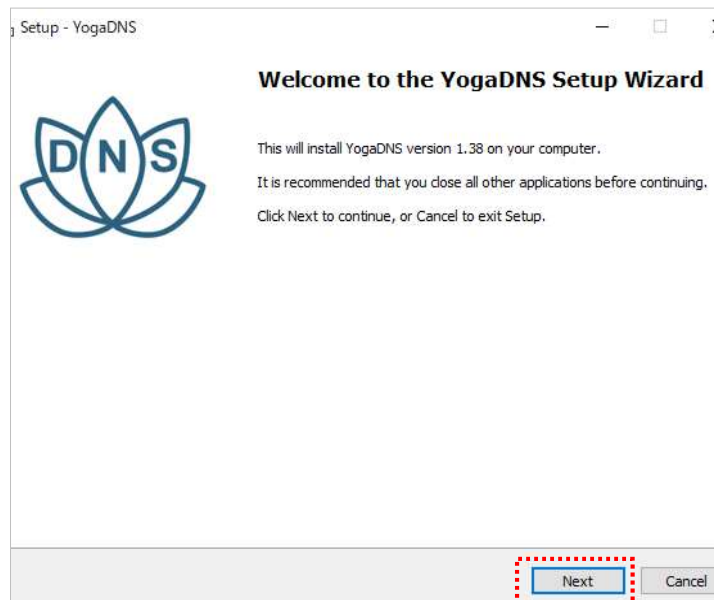 Setup - YogaDNS
Welcome to the YogaDNS Setup Wizard
DNS
This will install YogaDNS version 1.38 on your computer.
It is recommended that you close all other applications before continuing.
Click Next to continue, or Cancel to exit Setup.
Next
Cancel